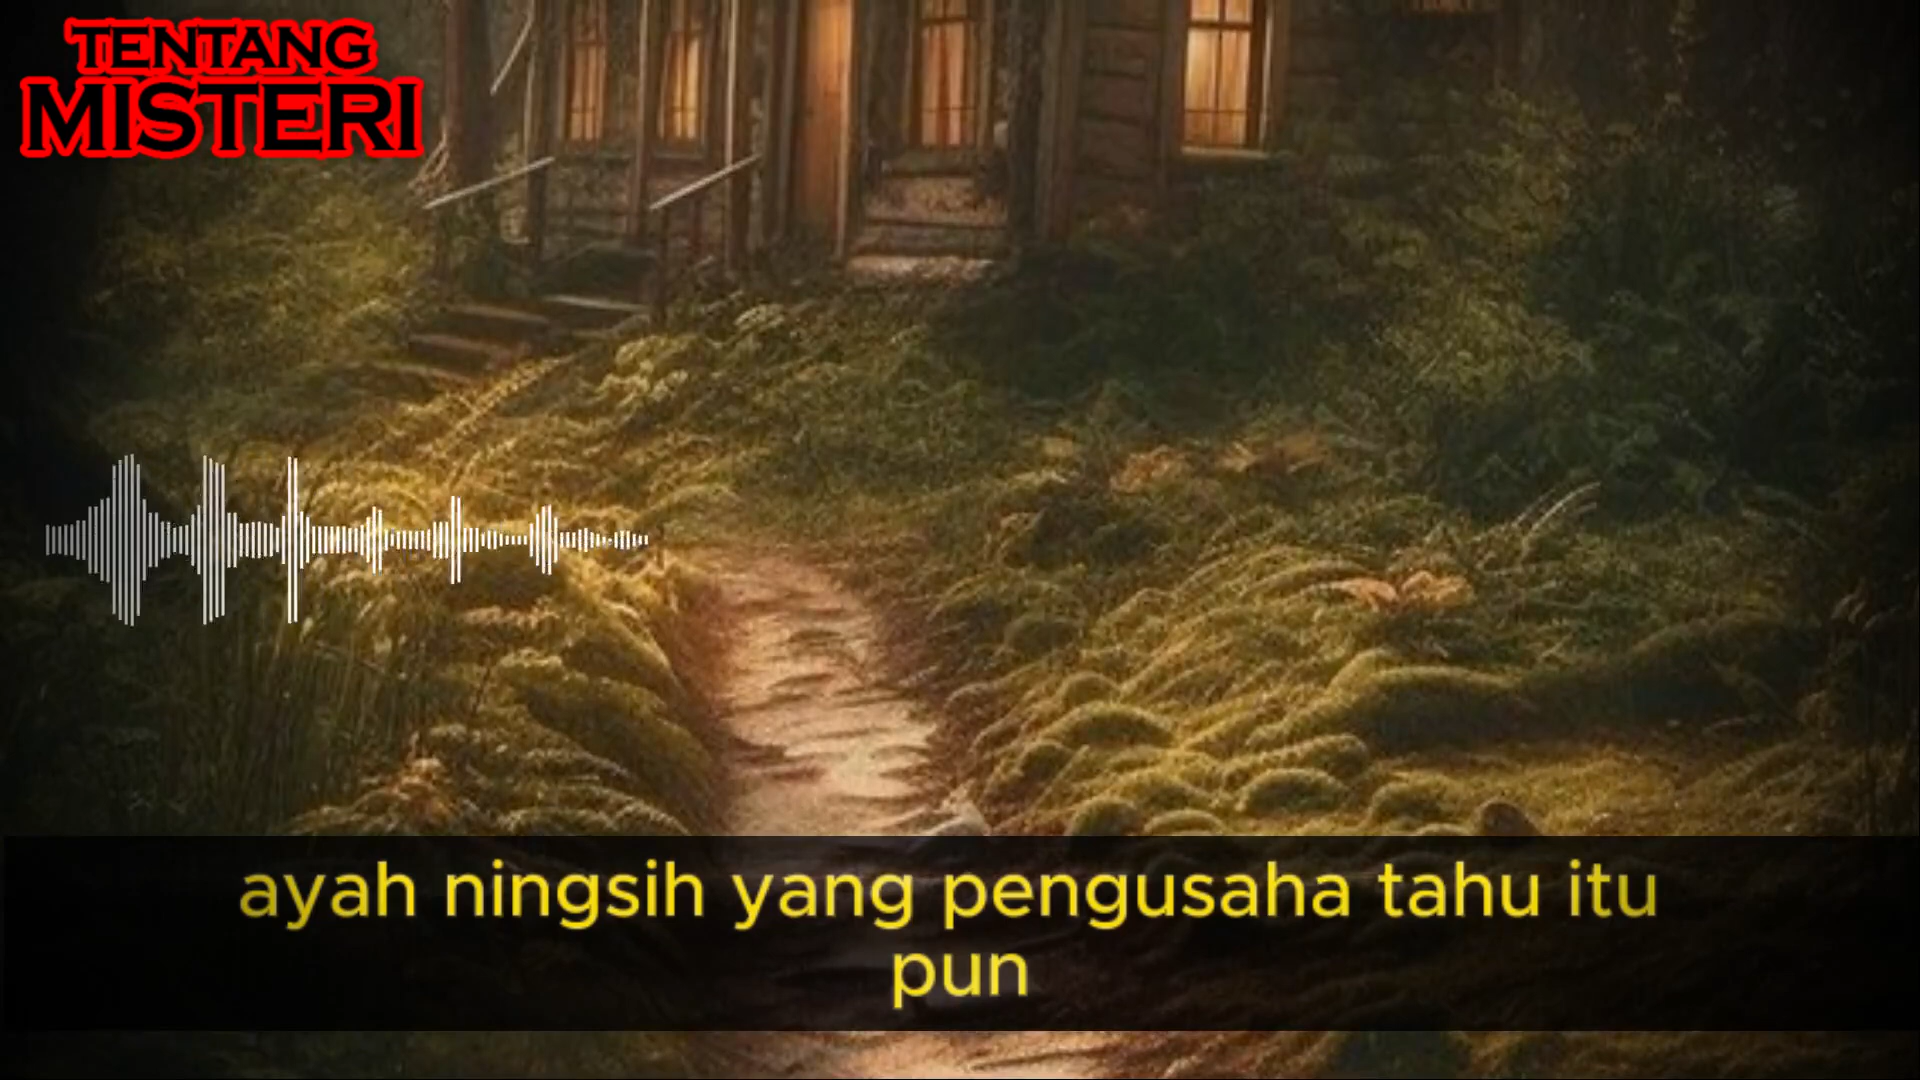 TENTANG
MISTERI
ayah ningsih yang pengusaha tahu itu
pun